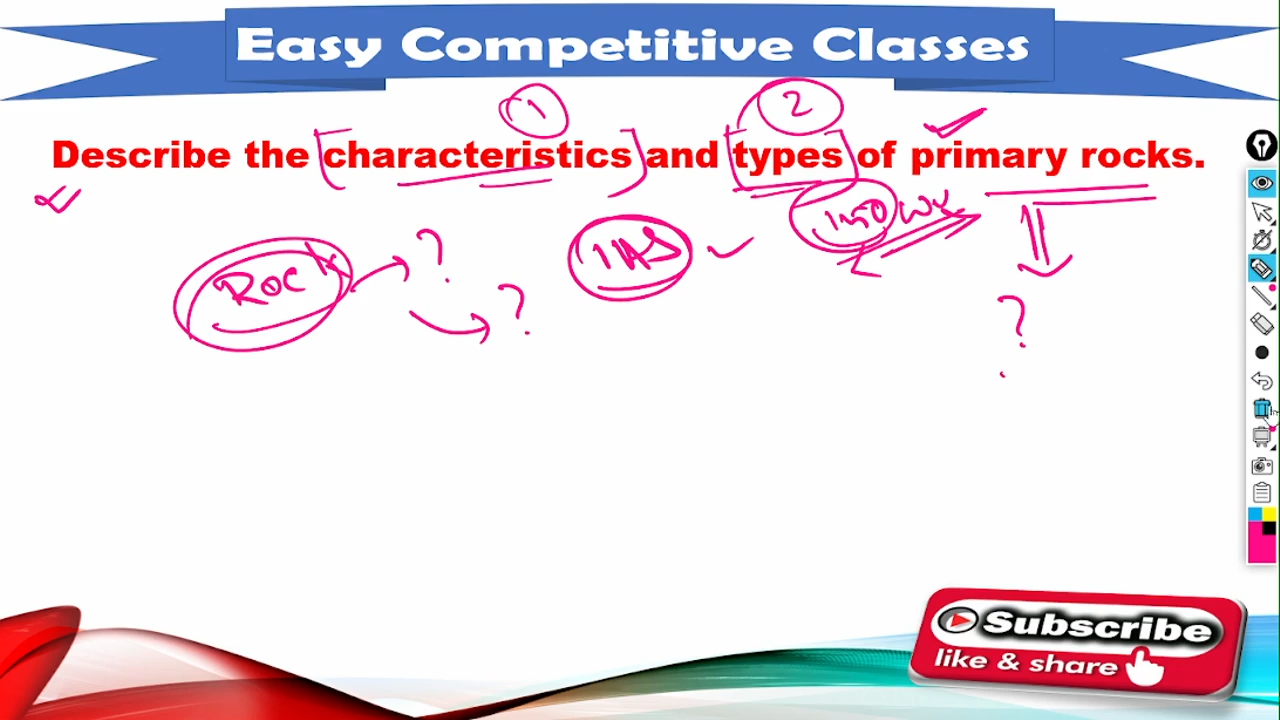 Easy Competitive Classes
1 2
Describe the characteristics and types of primary rocks.
150 WX
ROCK ? IAS
?
?
Subscribe
like & share